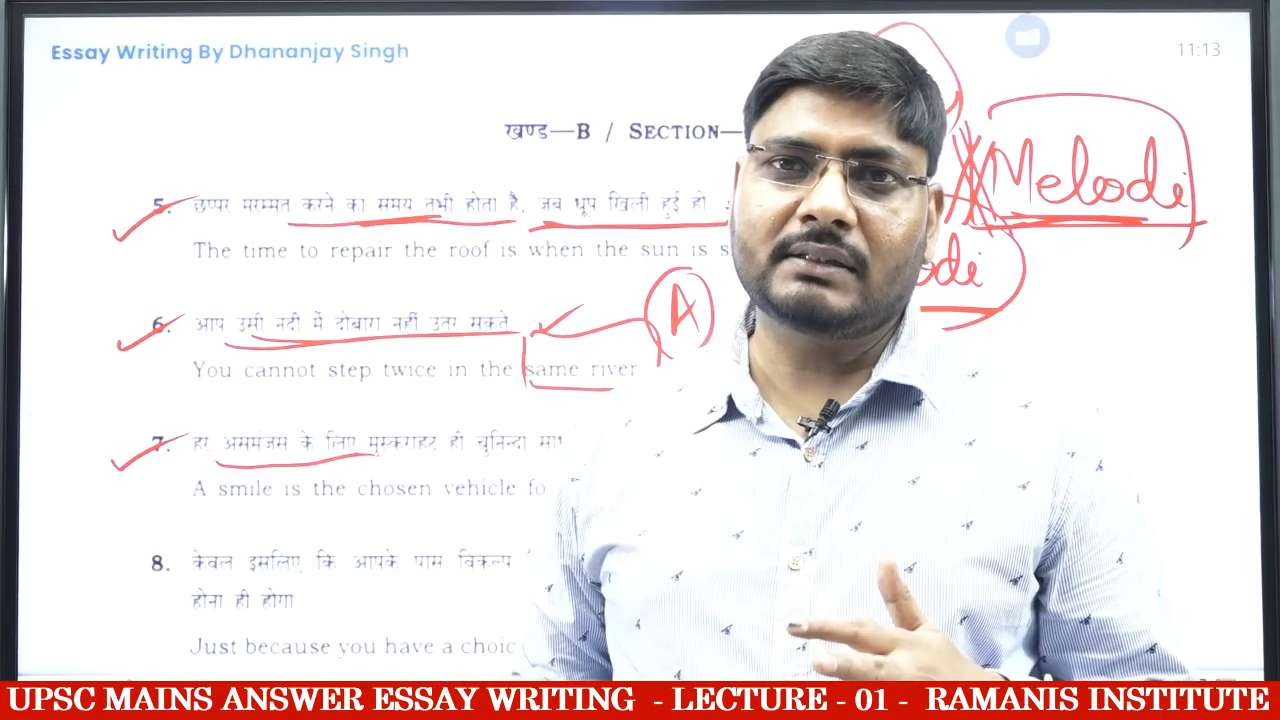 Essay Writing By Dhananjay Singh
11:13
खण्ड—B / SECTION—
Melodi
5. छप्पर मरम्मत करने का समय तभी होता है, जब धूप खिली हुई हो
The time to repair the roof is when the sun is s
odi
6. आप उसी नदी में दोबारा नहीं उतर सकते
A
You cannot step twice in the same river
7. हर असमंजस के लिए मुस्कराहट ही चुनिन्दा
A smile is the chosen vehicle fo
8. केवल इसलिए कि आपके पास विकल्प
होना ही होगा
Just because you have a choic
UPSC MAINS ANSWER ESSAY WRITING - LECTURE - 01 - RAMANIS INSTITUTE